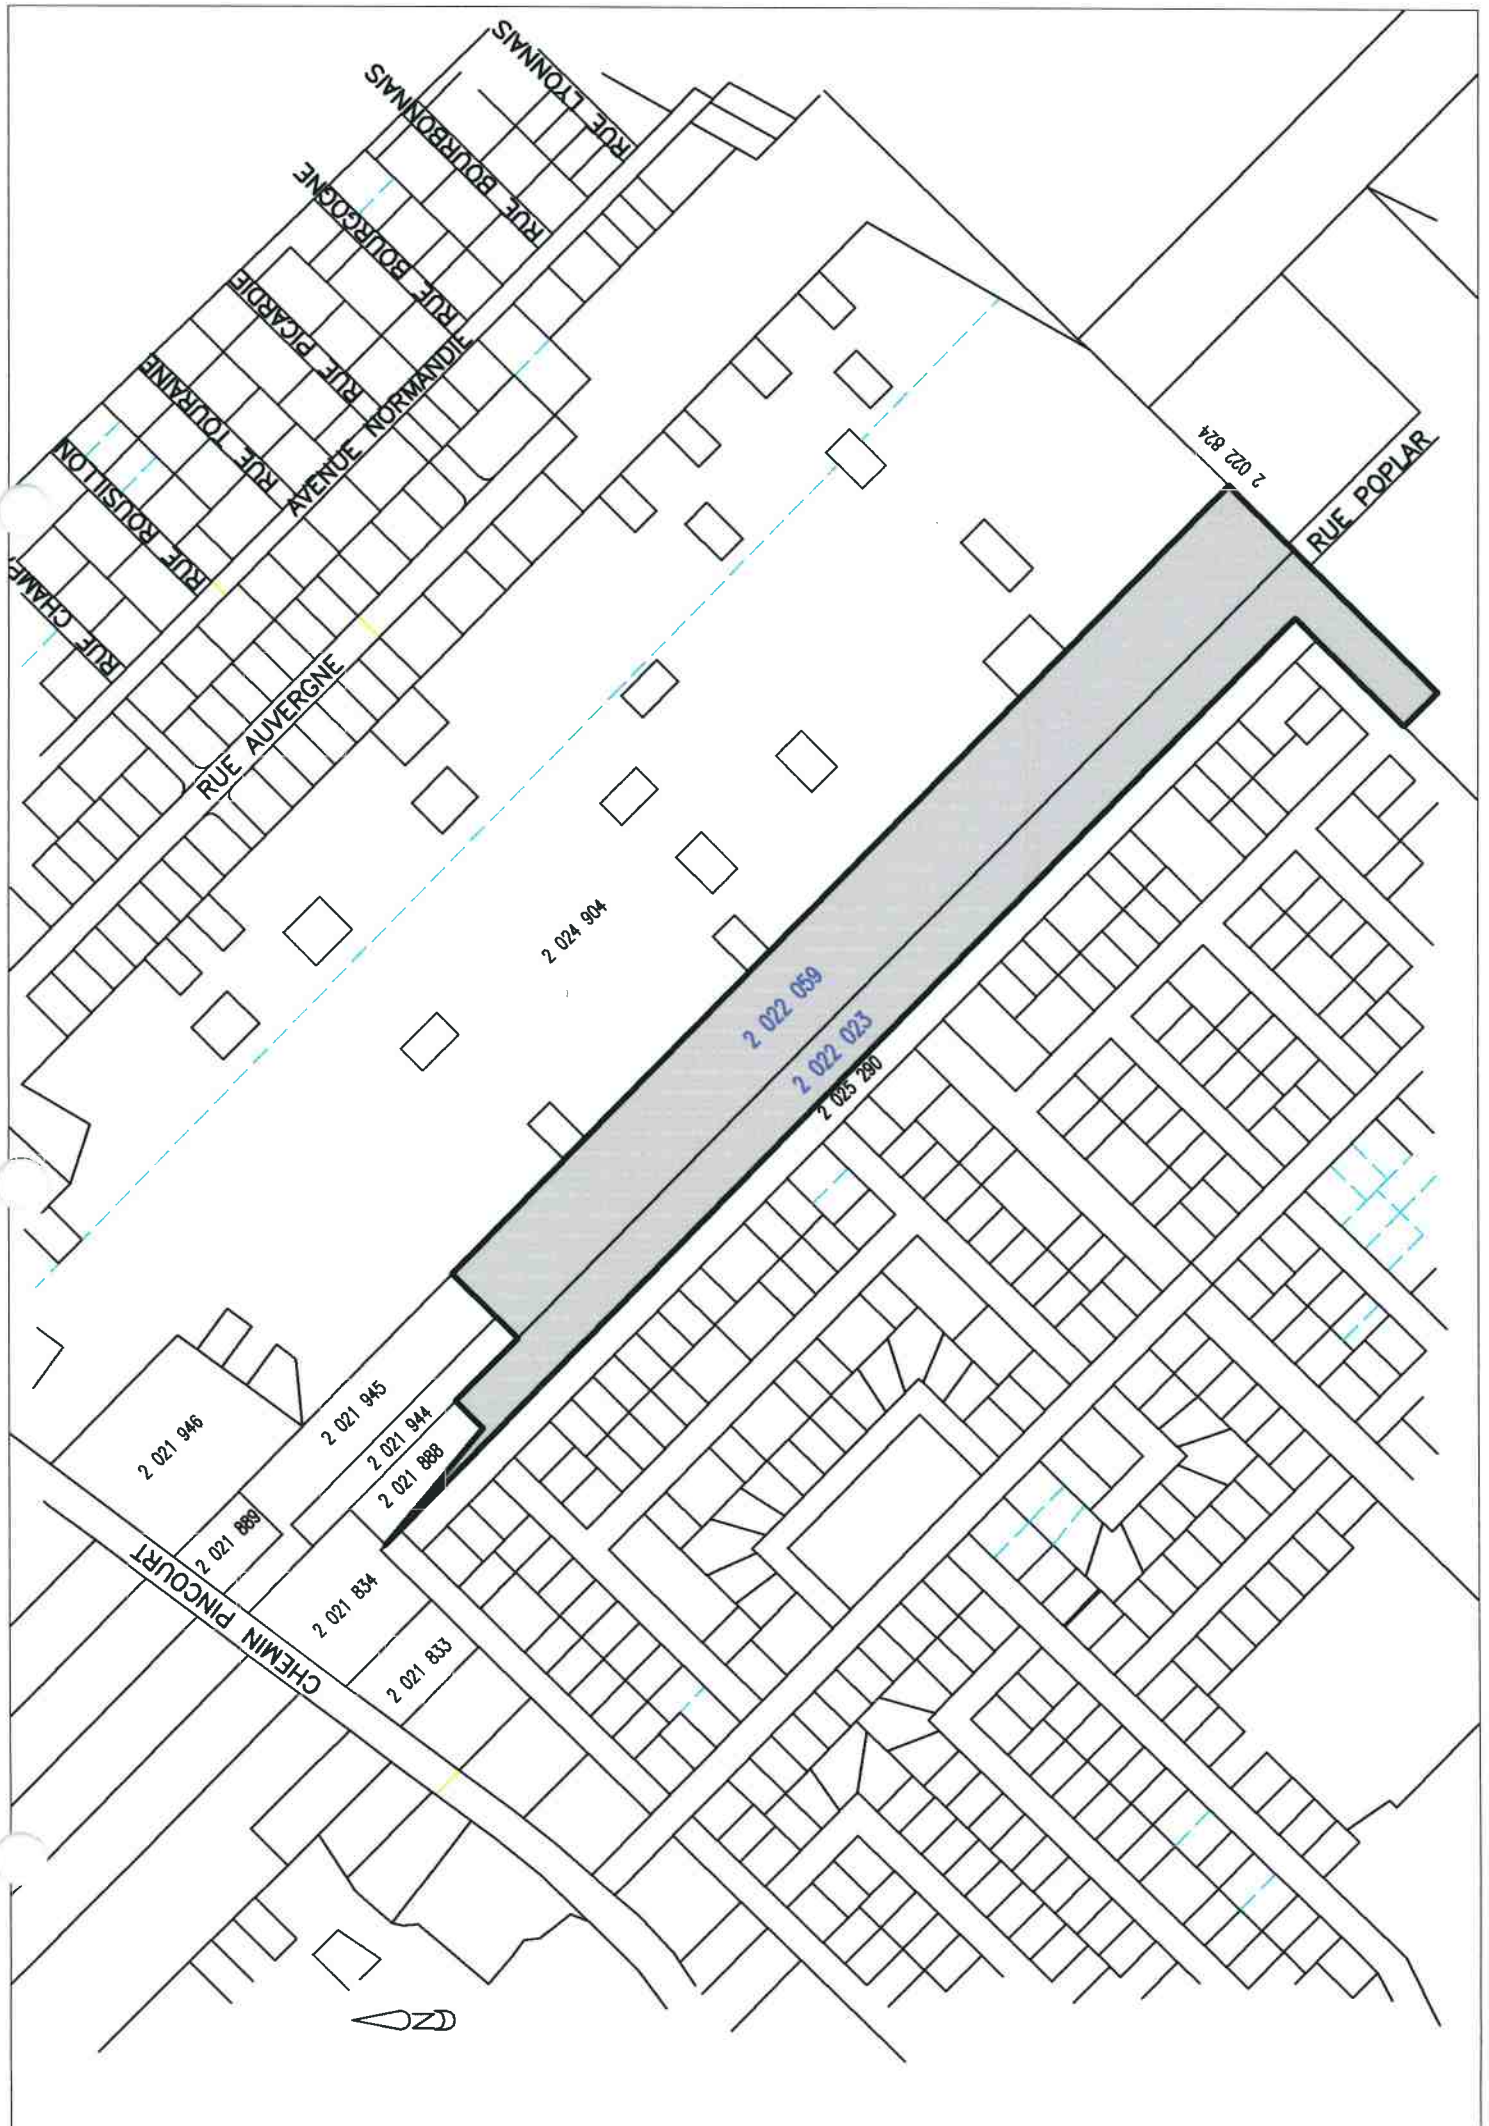 RUE LYONNAIS
RUE BOURBONNAIS
RUE BOURGOGNE
RUE PICARDIE
RUE TOURAINE
RUE ROUSILLON
RUE CHAMP
AVENUE NORMANDIE
RUE AUVERGNE
2 022 824
RUE POPLAR
2 024 904
2 022 059
2 022 023
2 025 290
2 021 946
2 021 945
2 021 944
2 021 888
2 021 889
2 021 834
2 021 833
CHEMIN PINCOURT
N